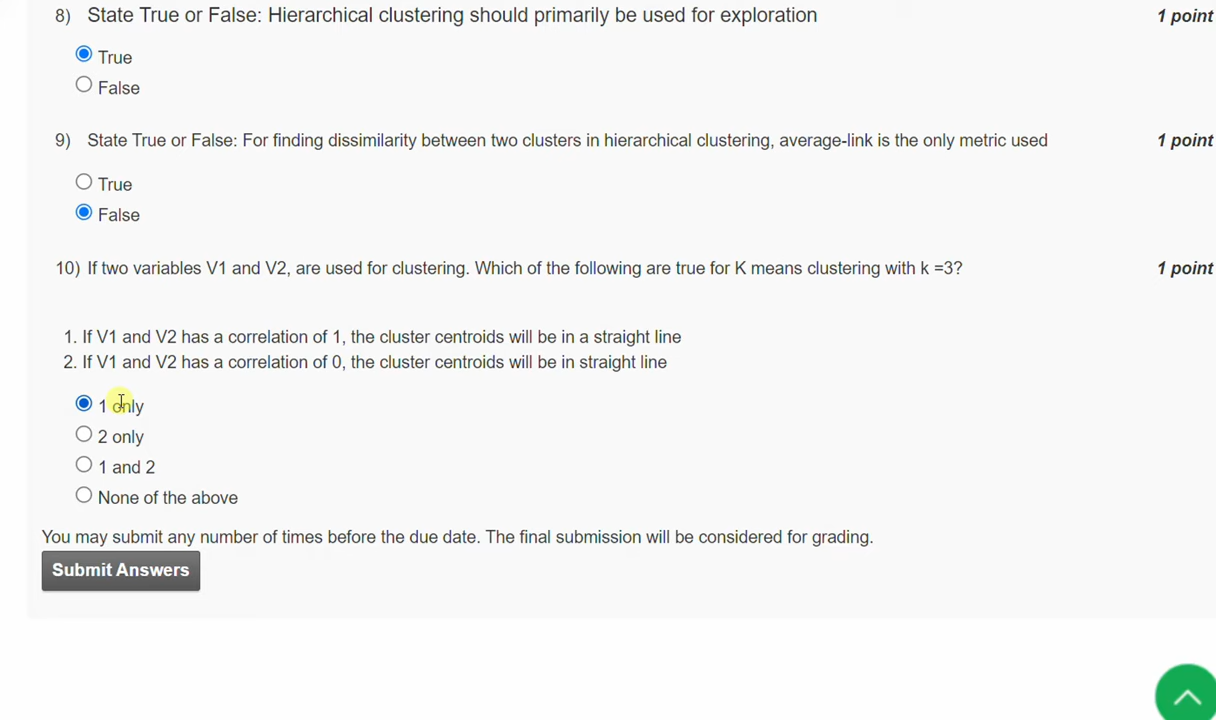 8) State True or False: Hierarchical clustering should primarily be used for exploration 1 point
True
False
9) State True or False: For finding dissimilarity between two clusters in hierarchical clustering, average-link is the only metric used 1 point
True
False
10) If two variables V1 and V2, are used for clustering. Which of the following are true for K means clustering with k =3? 1 point
1. If V1 and V2 has a correlation of 1, the cluster centroids will be in a straight line
2. If V1 and V2 has a correlation of 0, the cluster centroids will be in straight line
1 only
2 only
1 and 2
None of the above
You may submit any number of times before the due date. The final submission will be considered for grading.
Submit Answers